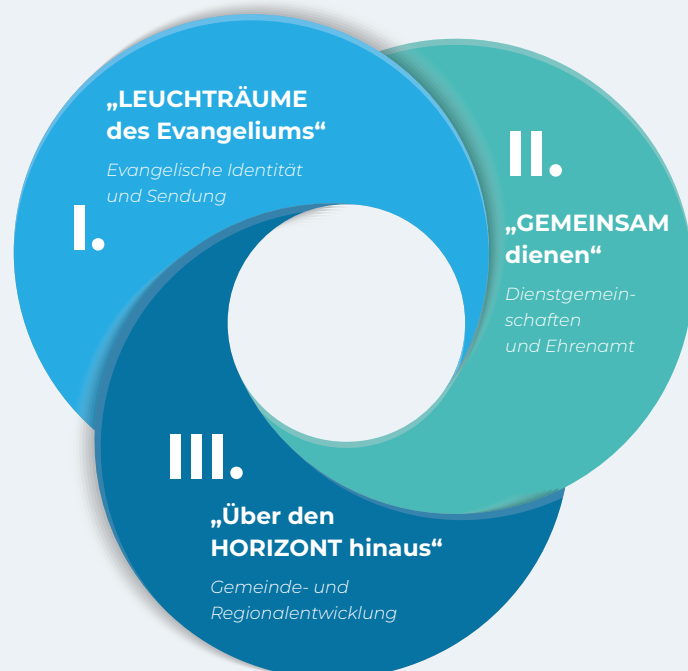 I.
„LEUCHTRÄUME
des Evangeliums“
Evangelische Identität
und Sendung
II.
„GEMEINSAM
dienen“
Dienstgemein-
schaften
und Ehrenamt
III.
„Über den
HORIZONT hinaus“
Gemeinde- und
Regionalentwicklung